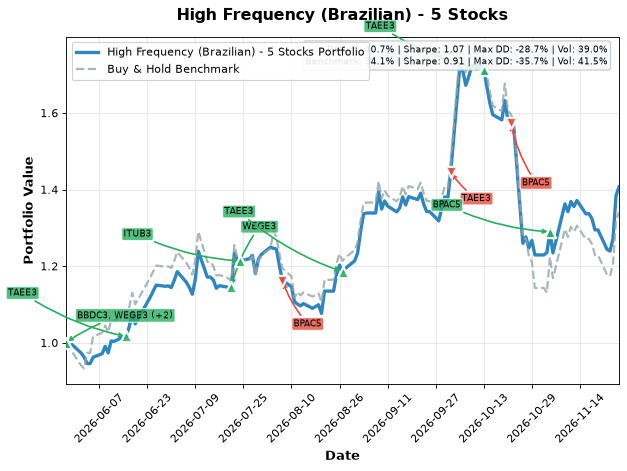 High Frequency (Brazilian) - 5 Stocks
TAEE3
High Frequency (Brazilian) - 5 Stocks Portfolio
Buy & Hold Benchmark
0.7% | Sharpe: 1.07 | Max DD: -28.7% | Vol: 39.0%
4.1% | Sharpe: 0.91 | Max DD: -35.7% | Vol: 41.5%
Portfolio Value
1.6
1.4
1.2
1.0
BPAC5
TAEE3
BPAC5
TAEE3
WEGE3
ITUB3
TAEE3
BBDC3, WEGE3 (+2)
BPAC5
2026-06-07
2026-06-23
2026-07-09
2026-07-25
2026-08-10
2026-08-26
2026-09-11
2026-09-27
2026-10-13
2026-10-29
2026-11-14
Date